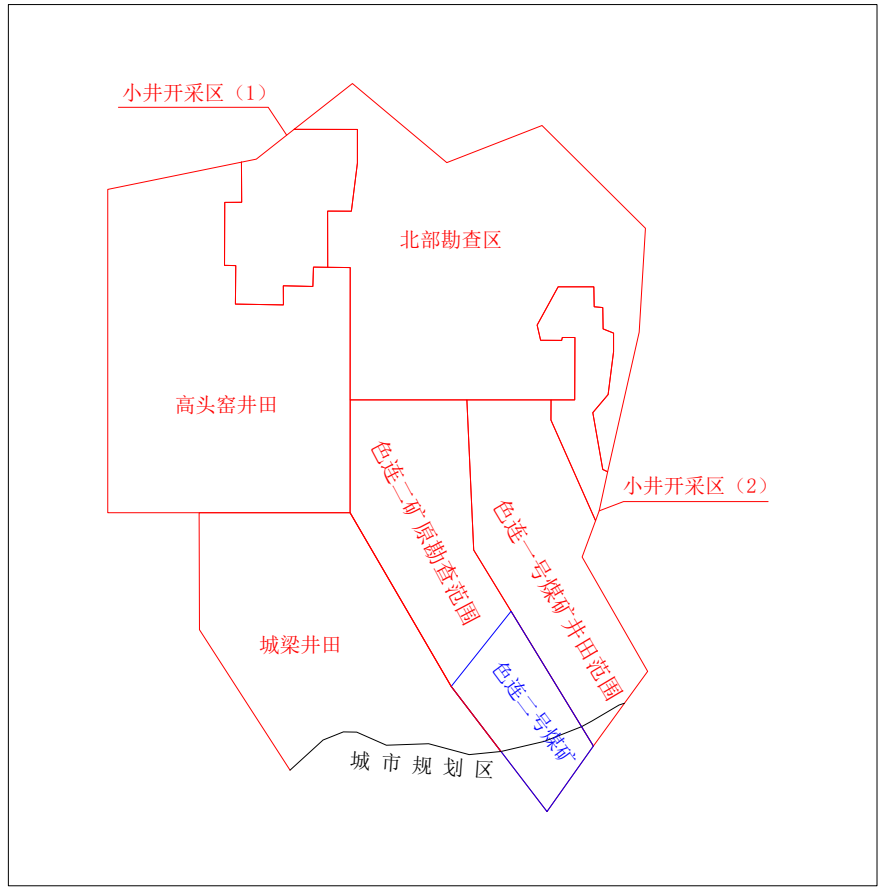 小井开采区（1）
北部勘查区
高头窑井田
色连二矿原勘查范围
色连一号煤矿井田范围
小井开采区（2）
城梁井田
色连二号煤矿
城市规划区